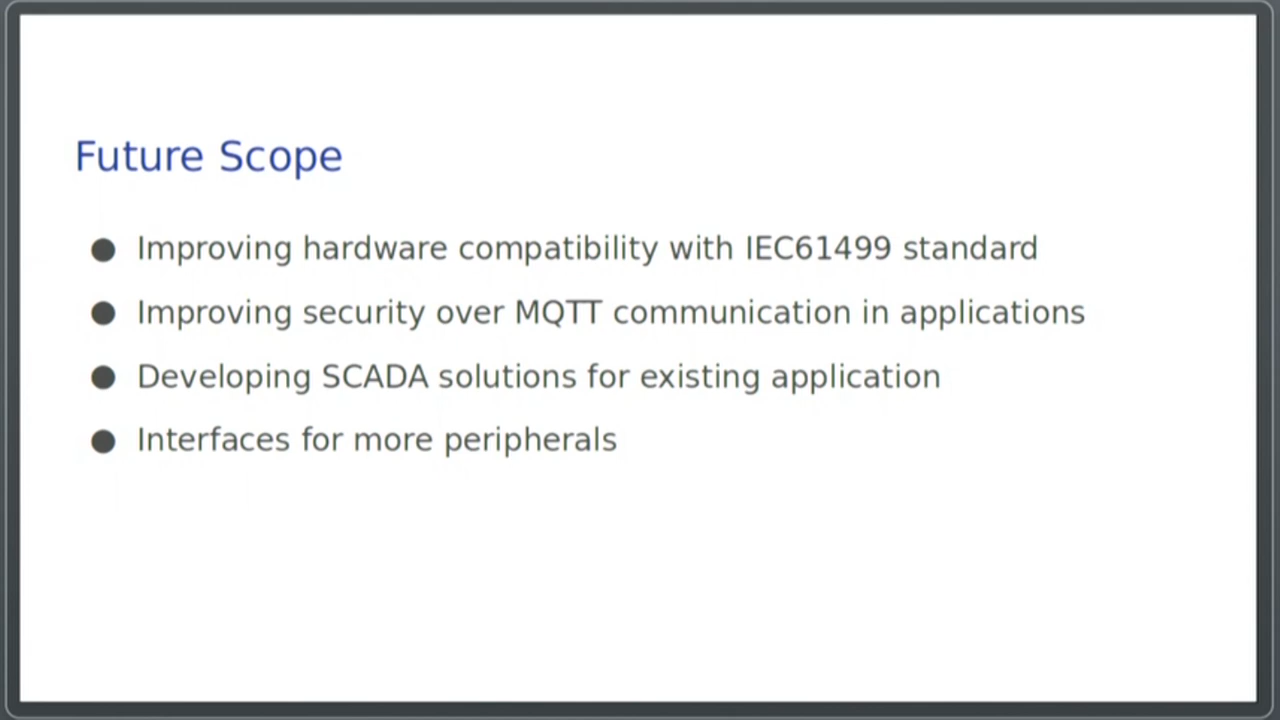 Future Scope
● Improving hardware compatibility with IEC61499 standard
● Improving security over MQTT communication in applications
● Developing SCADA solutions for existing application
● Interfaces for more peripherals